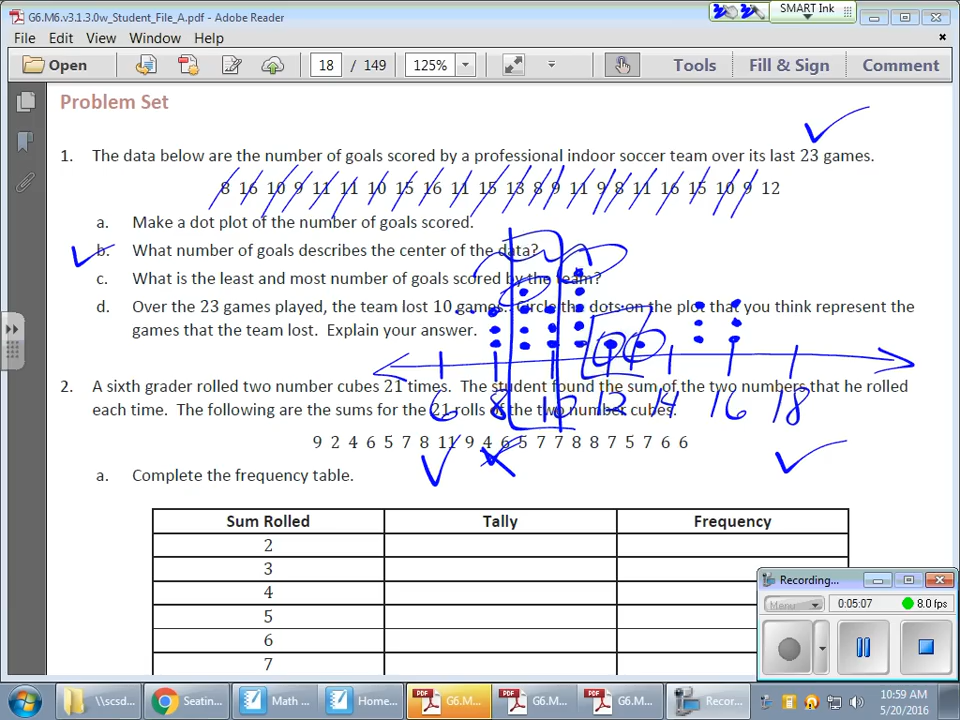 G6.M6.v3.1.3.0w_Student_File_A.pdf - Adobe Reader
SMART Ink
File Edit View Window Help
Open 18 / 149 125% Tools Fill & Sign Comment
Problem Set
1. The data below are the number of goals scored by a professional indoor soccer team over its last 23 games.
8 16 10 9 11 11 10 15 16 11 15 13 8 9 11 9 8 11 16 15 10 9 12
a. Make a dot plot of the number of goals scored.
b. What number of goals describes the center of the data?
c. What is the least and most number of goals scored by the team?
d. Over the 23 games played, the team lost 10 games. Circle the dots on the plot that you think represent the
games that the team lost. Explain your answer.
6 8 10 12 14 16 18
2. A sixth grader rolled two number cubes 21 times. The student found the sum of the two numbers that he rolled
each time. The following are the sums for the 21 rolls of the two number cubes.
9 2 4 6 5 7 8 11 9 4 6 5 7 7 8 8 7 5 7 6 6
a. Complete the frequency table.
Sum Rolled Tally Frequency
2
3
4
5
6
7
Recording...
Menu 0:05:07 8.0 fps
\\scsd... Seatin... Math ... Home... G6.M... G6.M... G6.M... Recor... 10:59 AM
5/20/2016